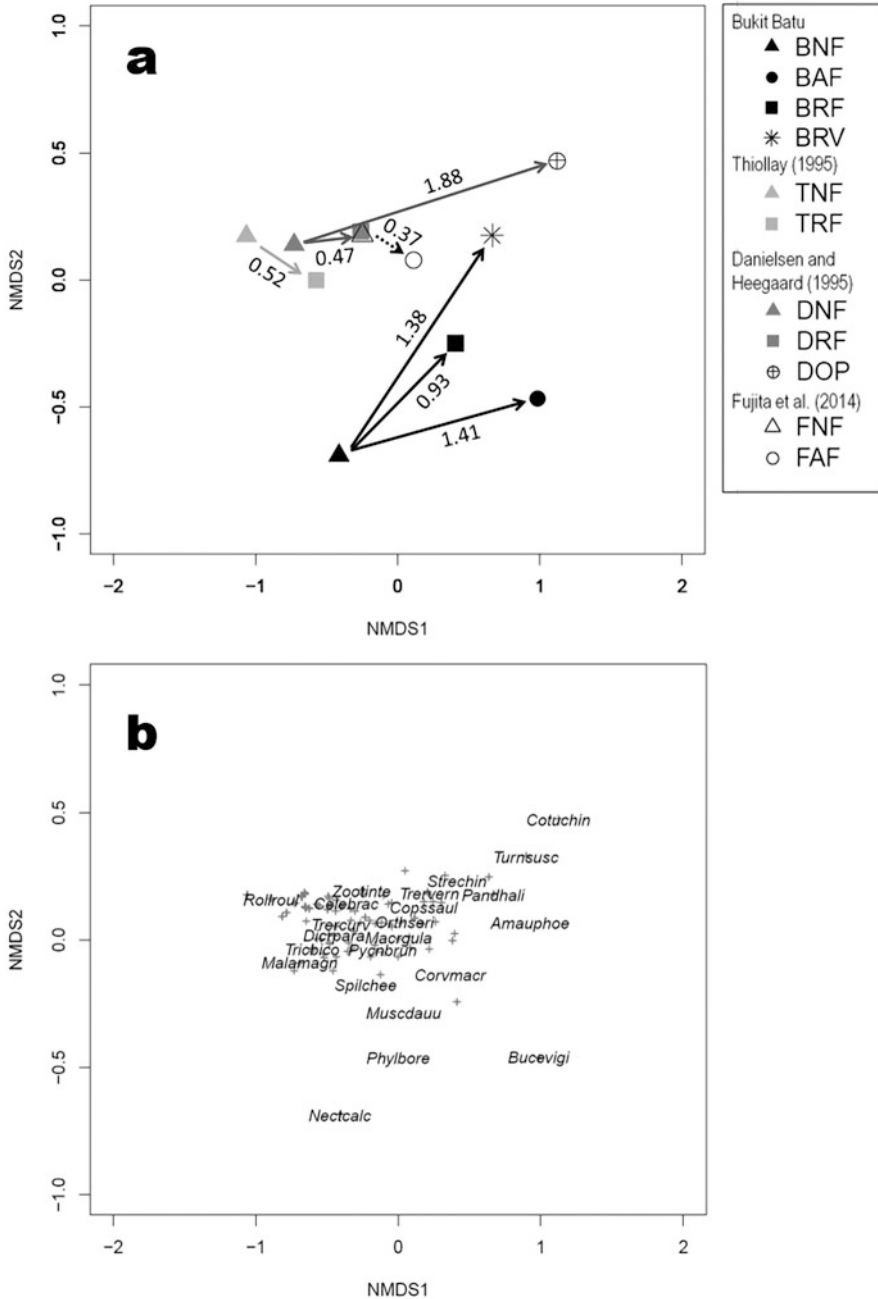 a
1.0
0.5
0.0
−0.5
−1.0
NMDS2
1.88
0.37
0.47
0.52
1.38
0.93
1.41
−2
−1
0
1
2
NMDS1
Bukit Batu
BNF
BAF
BRF
BRV
Thiollay (1995)
TNF
TRF
Danielsen and
Heegaard (1995)
DNF
DRF
DOP
Fujita et al. (2014)
FNF
FAF
b
1.0
0.5
0.0
−0.5
−1.0
NMDS2
Cotuchin
Turnsusc
Strechin
Zootinte
Rollroul
Celebrac
Tretvern
Pandhali
Copssaul
Trercurv
Orthseri
Amauphoe
Dicrpara
Macrgula
Tricbico
Pycnbrun
Malamagn
Corvmacr
Spilchee
Muscdauu
Phylbore
Bucevigi
Nectcalc
−2
−1
0
1
2
NMDS1